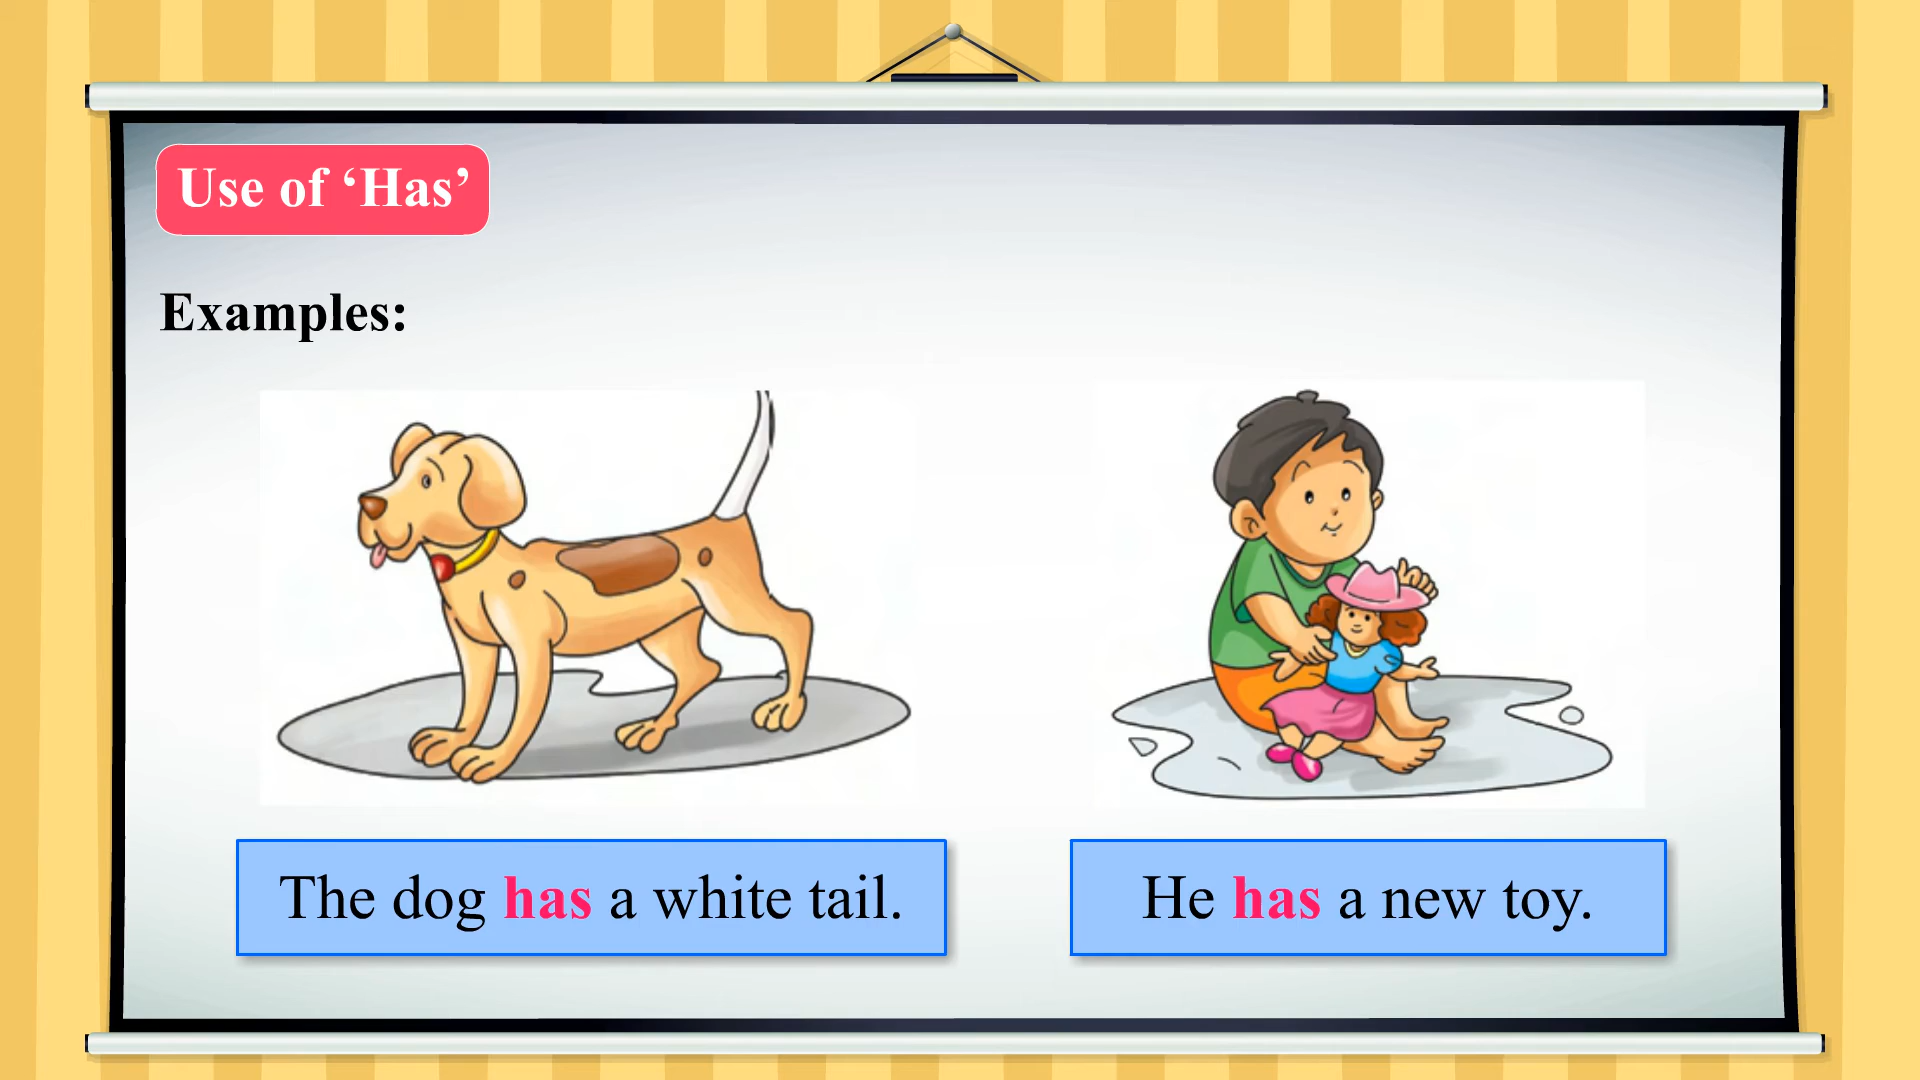 Use of ‘Has’
Examples:
The dog has a white tail.
He has a new toy.